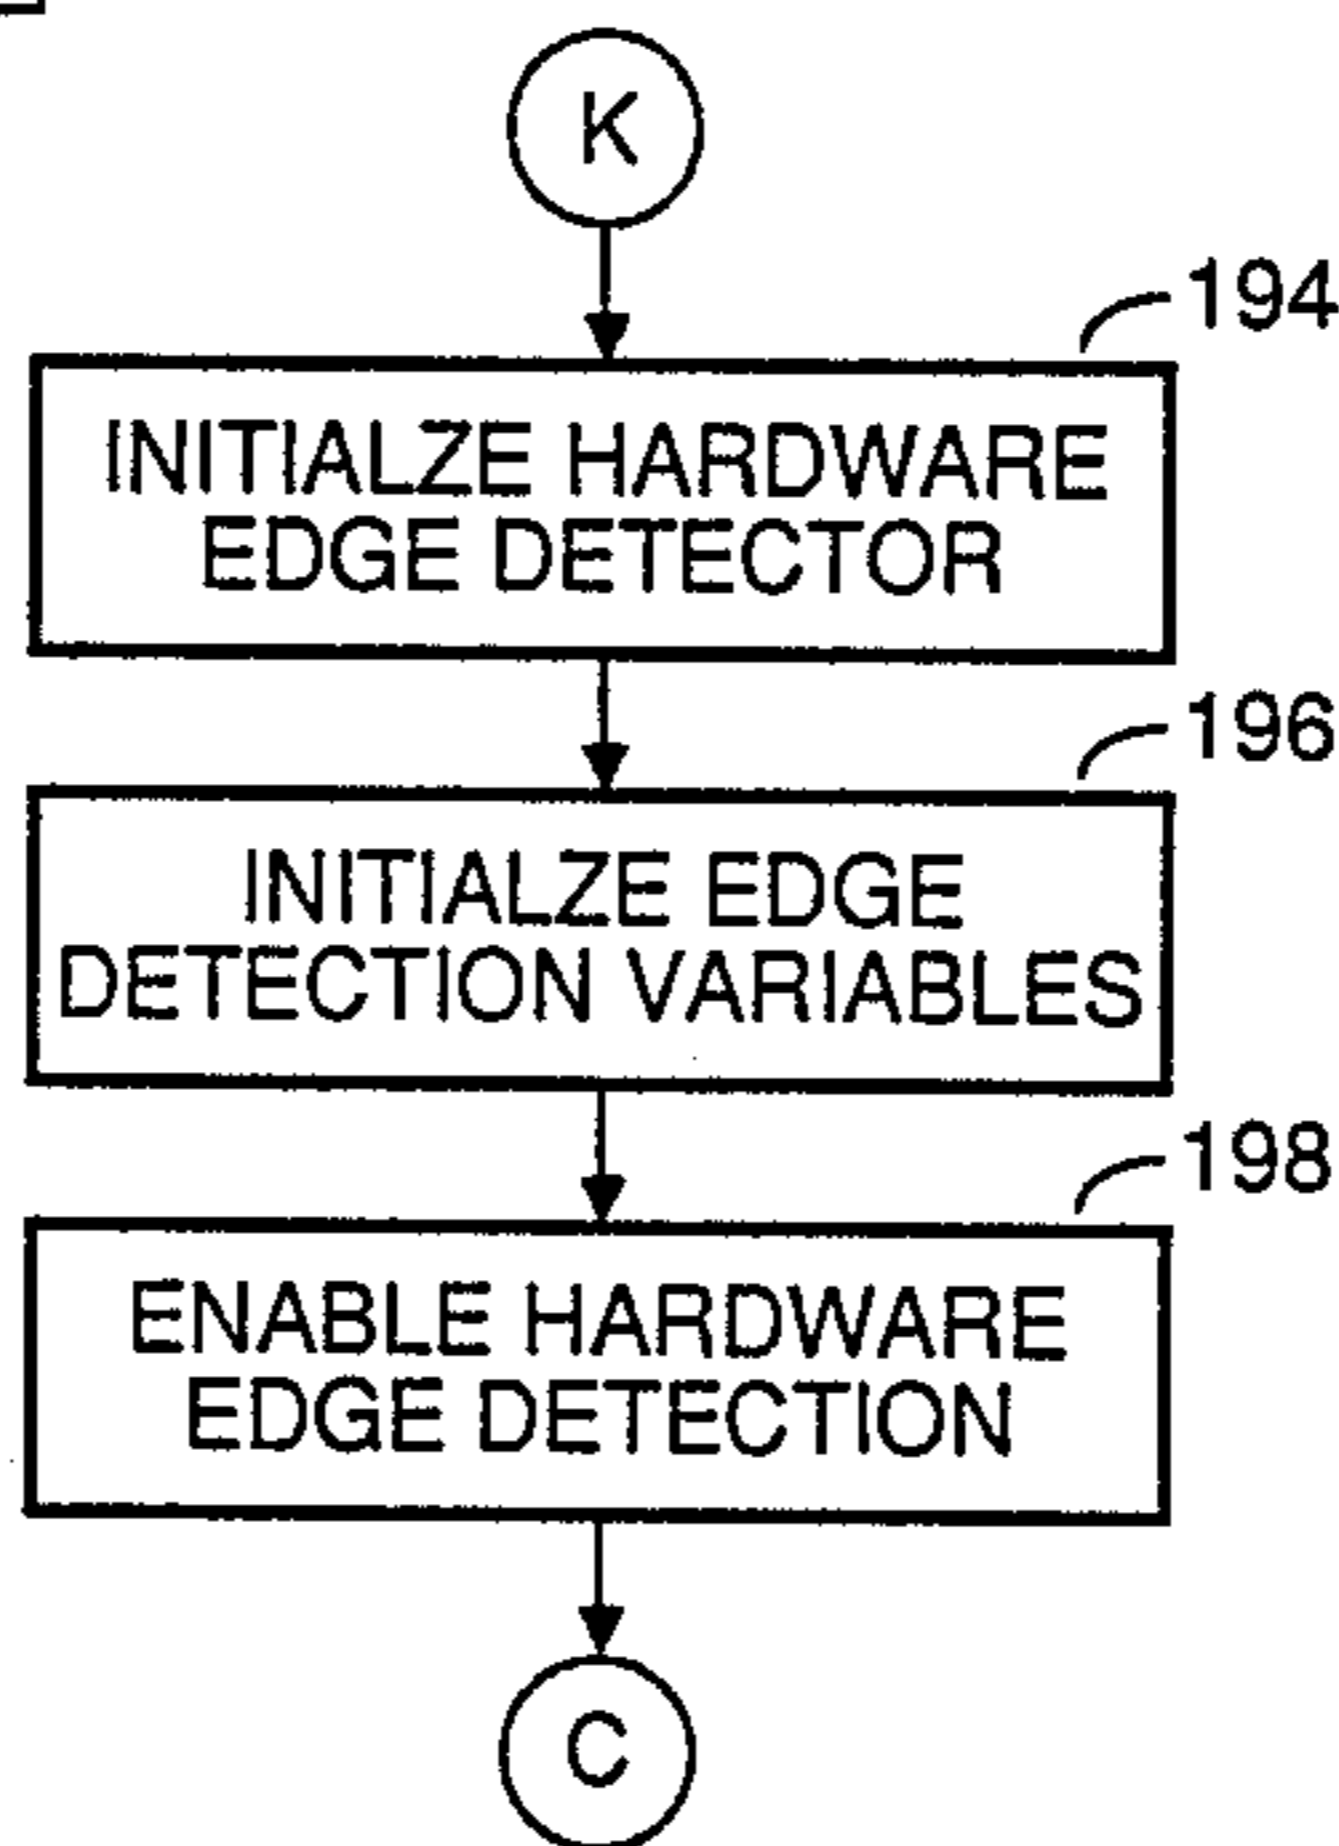 K
194
INITIALZE HARDWARE
EDGE DETECTOR
196
INITIALZE EDGE
DETECTION VARIABLES
198
ENABLE HARDWARE
EDGE DETECTION
C